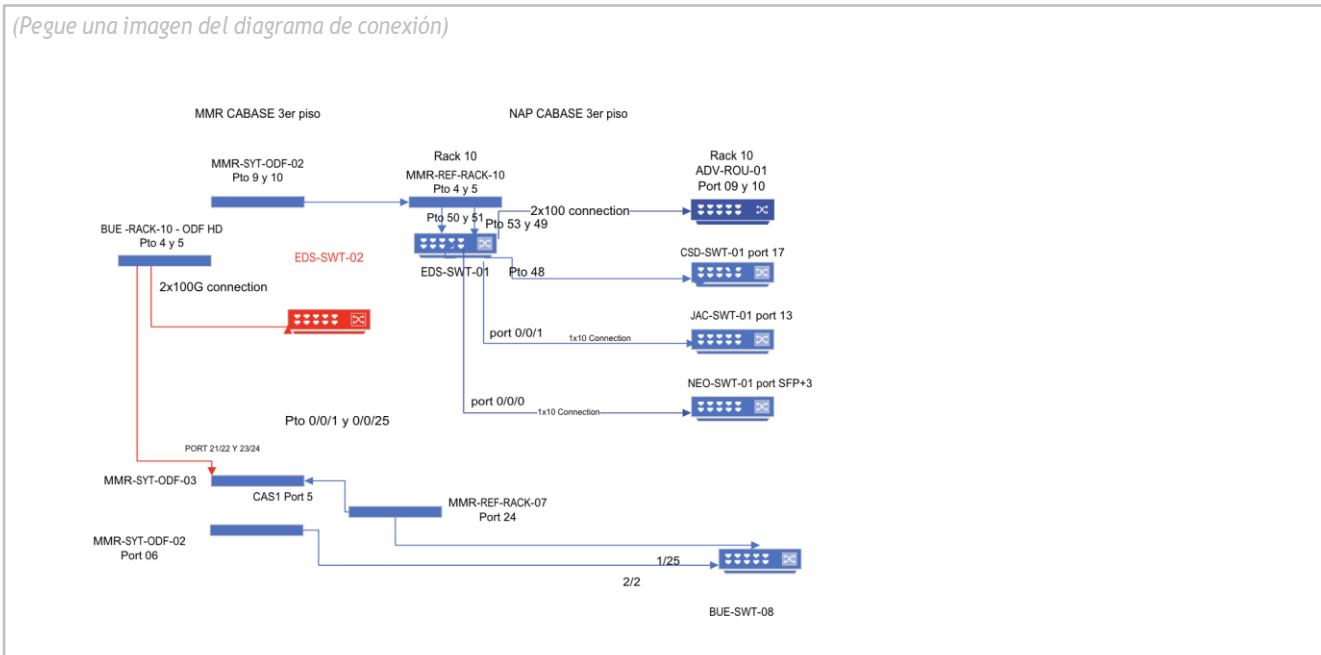 (Pegue una imagen del diagrama de conexión)
MMR CABASE 3er piso
NAP CABASE 3er piso
MMR-SYT-ODF-02
Pto 9 y 10
Rack 10
MMR-REF-RACK-10
Pto 4 y 5
Rack 10
ADV-ROU-01
Port 09 y 10
Pto 50 y 51
Pto 53 y 49
2x100 connection
BUE -RACK-10 - ODF HD
Pto 4 y 5
EDS-SWT-02
EDS-SWT-01
Pto 48
CSD-SWT-01 port 17
2x100G connection
port 0/0/1
1x10 Connection
JAC-SWT-01 port 13
NEO-SWT-01 port SFP+3
port 0/0/0
1x10 Connection
Pto 0/0/1 y 0/0/25
PORT 21/22 Y 23/24
MMR-SYT-ODF-03
CAS1 Port 5
MMR-REF-RACK-07
Port 24
MMR-SYT-ODF-02
Port 06
1/25
2/2
BUE-SWT-08